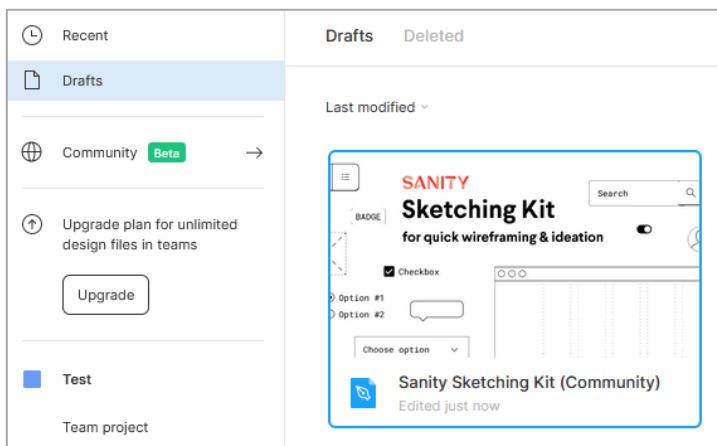 Recent
Drafts
Community Beta
Upgrade plan for unlimited
design files in teams
Upgrade
Test
Team project
Drafts Deleted
Last modified
SANITY
Sketching Kit
for quick wireframing & ideation
Search
BADGE
Checkbox
Option #1
Option #2
Choose option
Sanity Sketching Kit (Community)
Edited just now